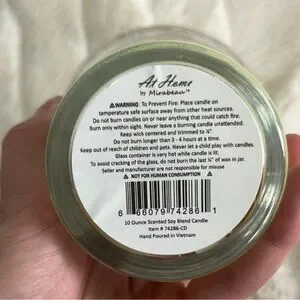 At Home
by Mirabeau™
⚠WARNING: To Prevent Fire: Place candle on
temperature safe surface away from other heat sources.
Do not burn candles on or near anything that could catch fire.
Burn only within sight. Never leave a burning candle unattended.
Keep wick centered and trimmed to ¼".
Do not burn longer than 3 - 4 hours at a time.
Keep out of reach of children and pets. Never let a child play with candles.
Glass container is very hot while candle is lit.
To avoid cracking of the glass, do not burn the last ¼" of wax in jar.
Seller and manufacturer are not responsible for misuse
⚠ NOT FOR HUMAN CONSUMPTION ⚠
6 66079 74286 1
10 Ounce Scented Soy Blend Candle
Item # 74286-CD
Hand Poured in Vietnam